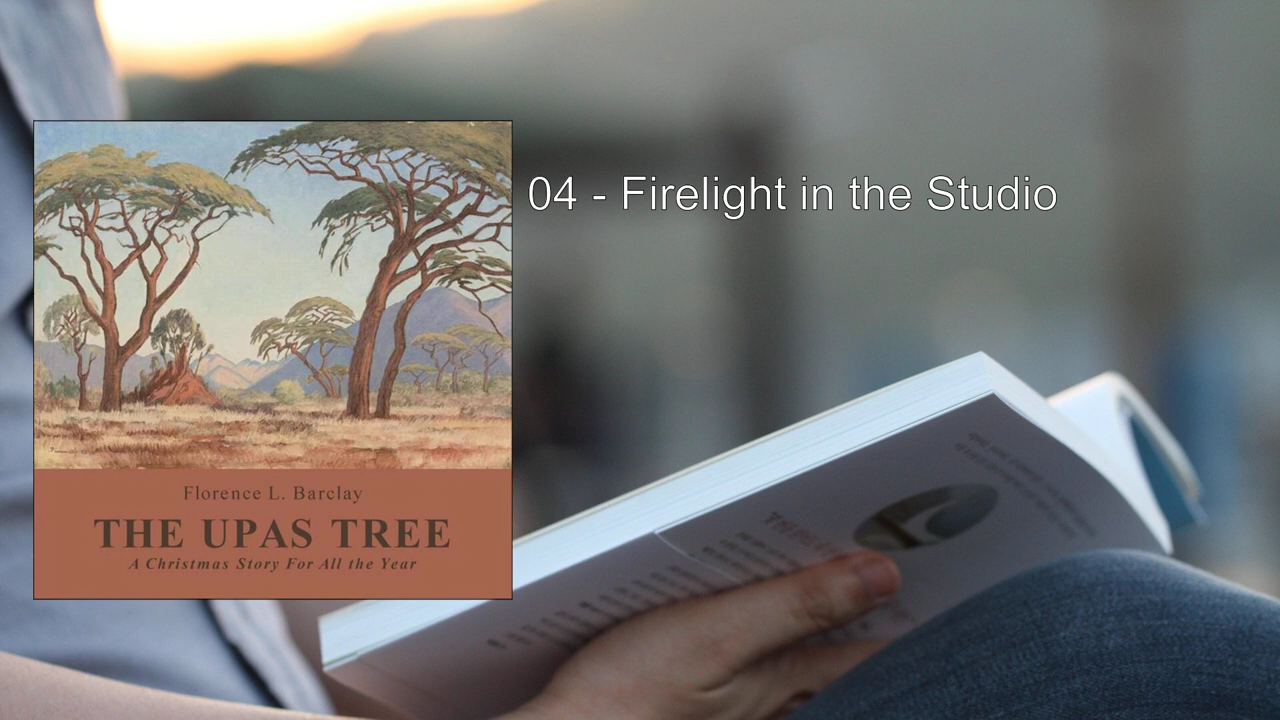 04 - Firelight in the Studio
Florence L. Barclay
THE UPAS TREE
A Christmas Story For All the Year